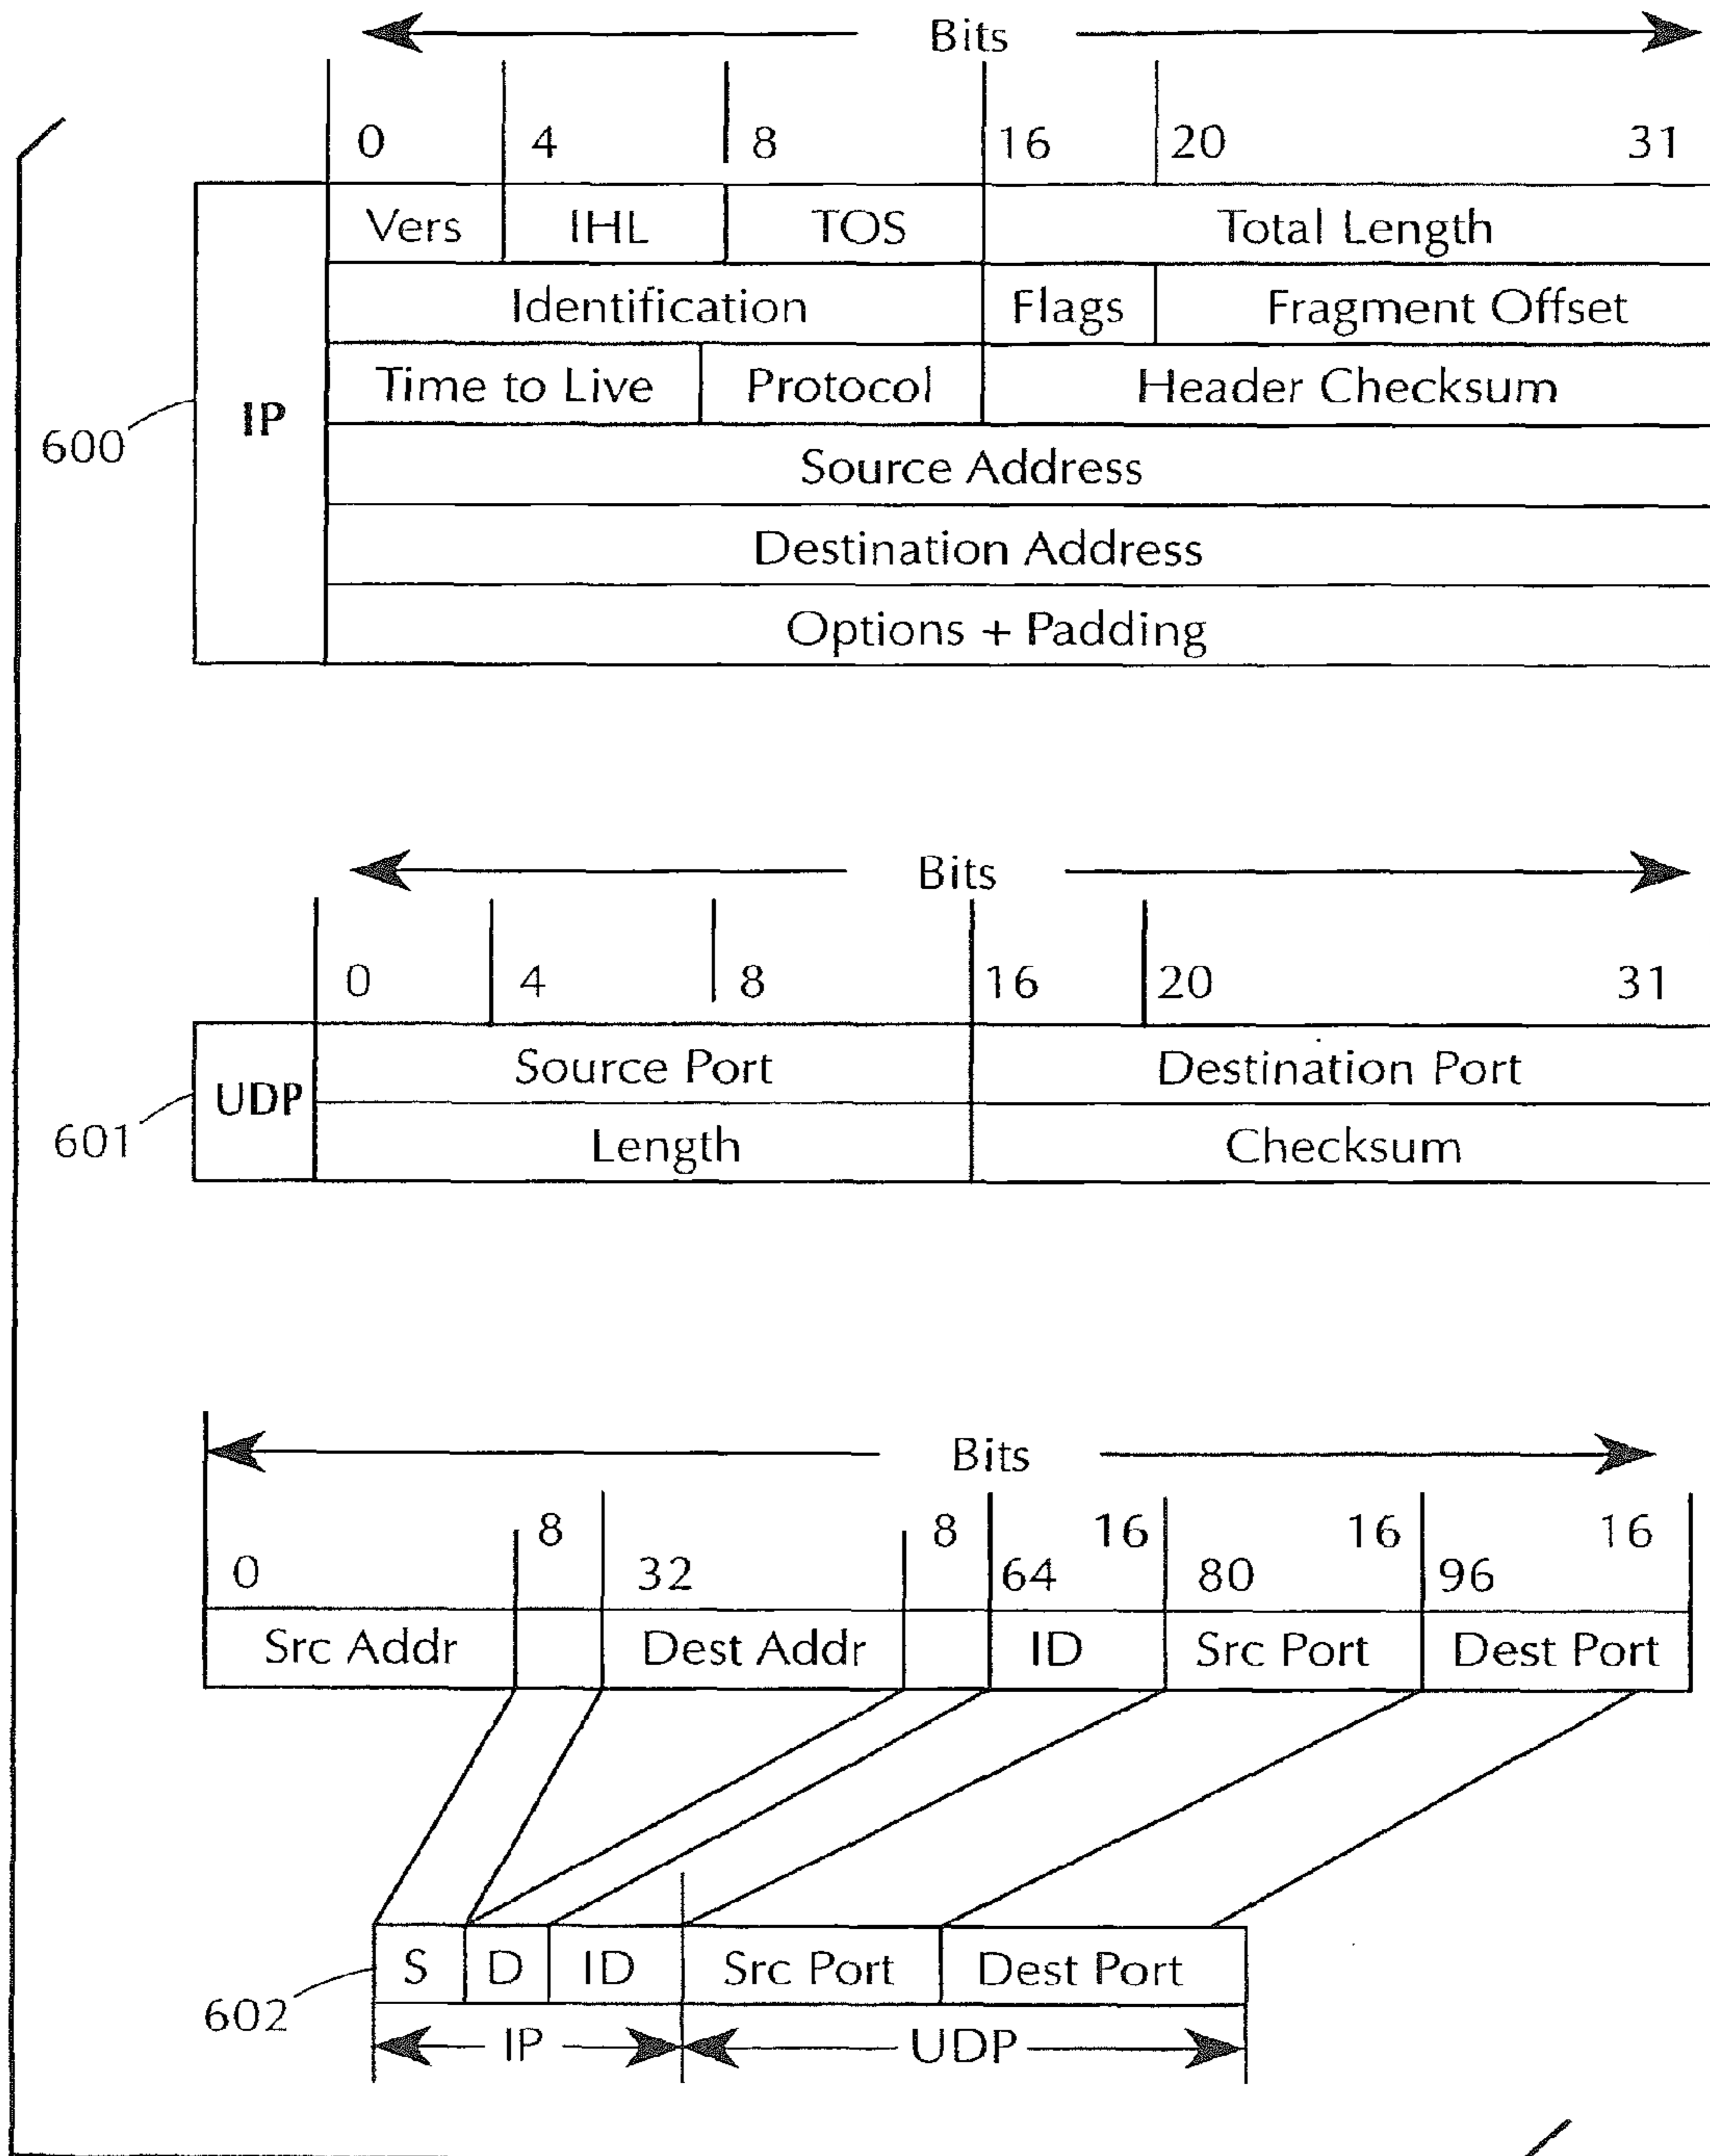 Bits
0 4 8 16 20 31
Vers IHL TOS Total Length
Identification Flags Fragment Offset
Time to Live Protocol Header Checksum
600 IP
Source Address
Destination Address
Options + Padding
Bits
0 4 8 16 20 31
Source Port Destination Port
601 UDP
Length Checksum
Bits
8 8 16 16 16
0 32 64 80 96
Src Addr Dest Addr ID Src Port Dest Port
S D ID Src Port Dest Port
602
IP UDP